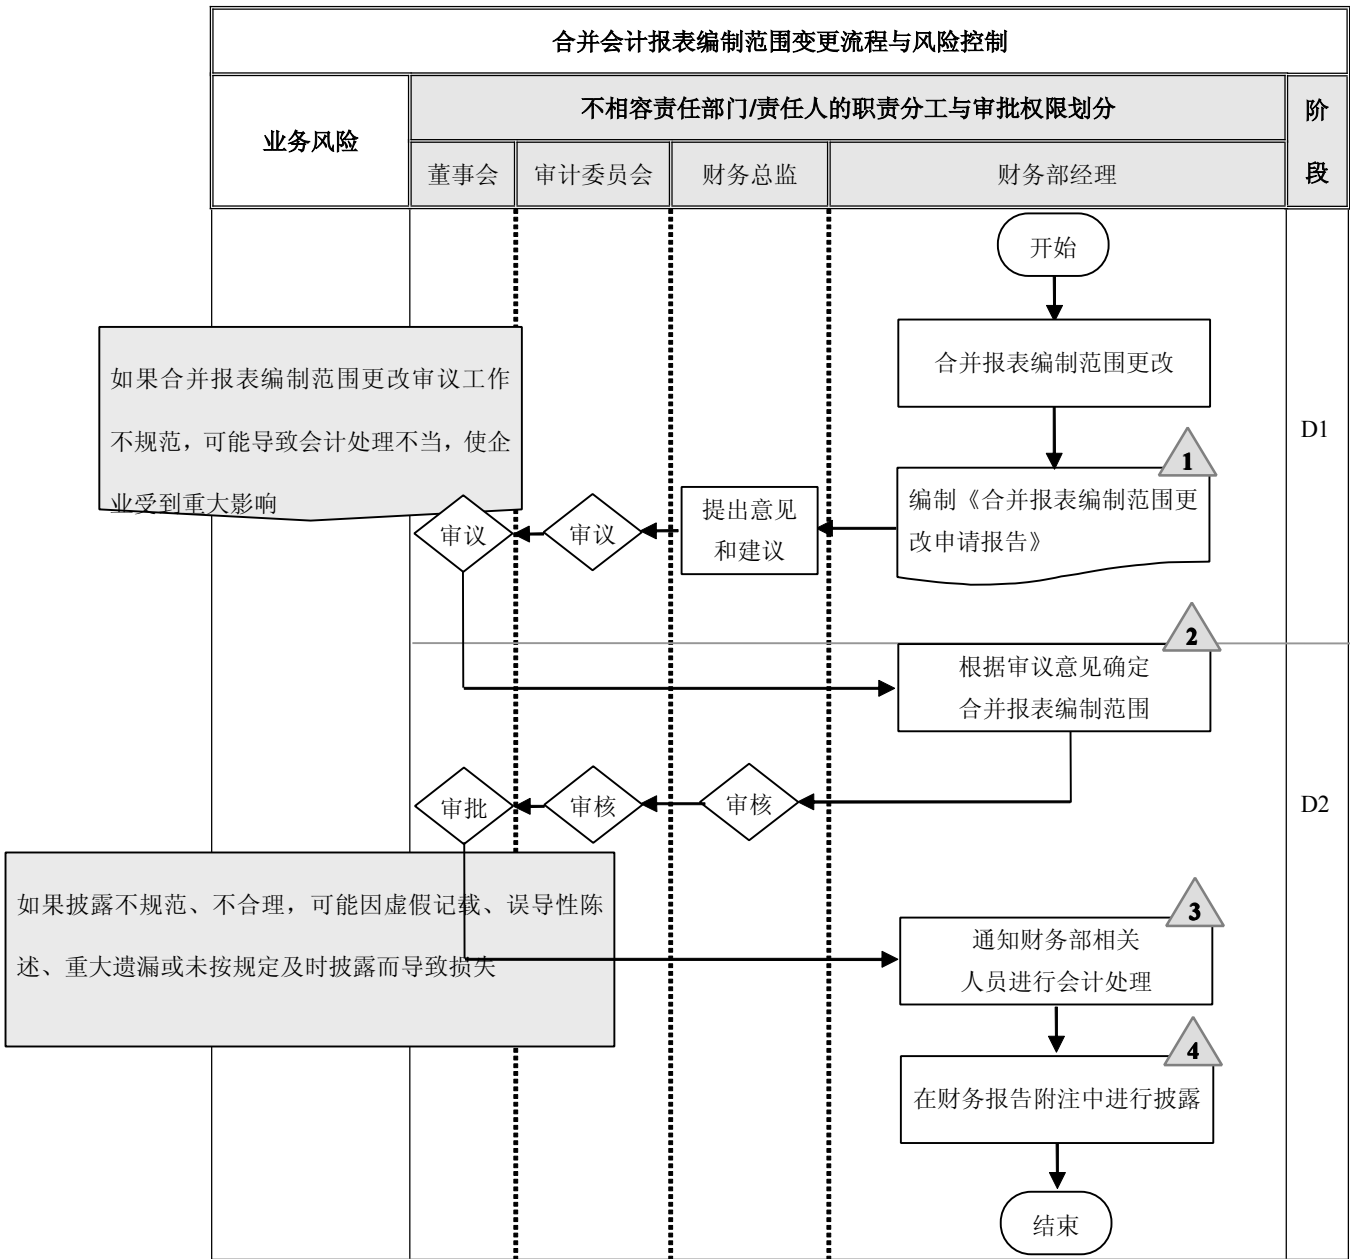 合并会计报表编制范围变更流程与风险控制
业务风险
不相容责任部门/责任人的职责分工与审批权限划分
阶
段
董事会
审计委员会
财务总监
财务部经理
开始
合并报表编制范围更改
如果合并报表编制范围更改审议工作
不规范，可能导致会计处理不当，使企
业受到重大影响
D1
1
编制《合并报表编制范围更
改申请报告》
提出意见
和建议
审议
审议
2
根据审议意见确定
合并报表编制范围
审批
审核
审核
D2
如果披露不规范、不合理，可能因虚假记载、误导性陈
述、重大遗漏或未按规定及时披露而导致损失
3
通知财务部相关
人员进行会计处理
4
在财务报告附注中进行披露
结束